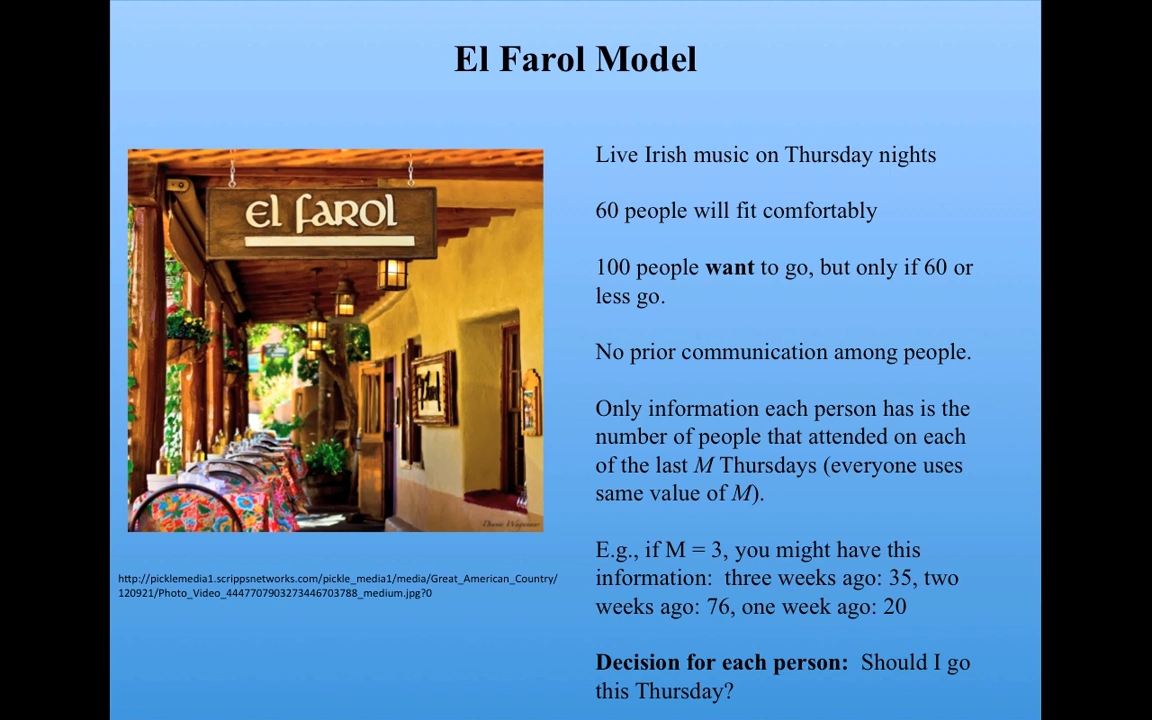 El Farol Model
EL FAROL
Live Irish music on Thursday nights
60 people will fit comfortably
100 people want to go, but only if 60 or
less go.
No prior communication among people.
Only information each person has is the
number of people that attended on each
of the last M Thursdays (everyone uses
same value of M).
E.g., if M = 3, you might have this
information:  three weeks ago: 35, two
weeks ago: 76, one week ago: 20
Decision for each person:  Should I go
this Thursday?
http://picklemedia1.scrippsnetworks.com/pickle_media1/media/Great_American_Country/
120921/Photo_Video_4447707903273446703788_medium.jpg?0